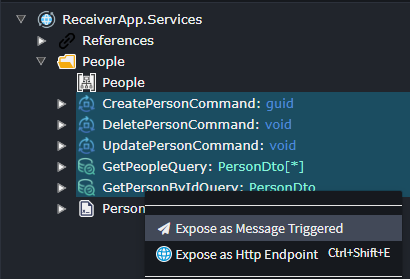 ReceiverApp.Services
References
People
People
CreatePersonCommand: guid
DeletePersonCommand: void
UpdatePersonCommand: void
GetPeopleQuery: PersonDto[*]
GetPersonByIdQuery: PersonDto
Person
Expose as Message Triggered
Expose as Http Endpoint Ctrl+Shift+E